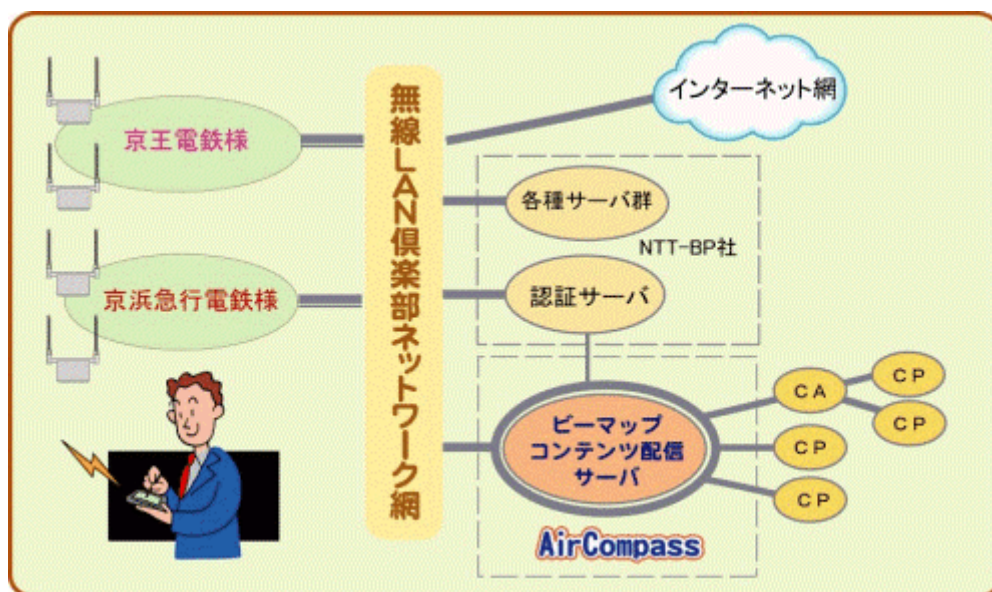 京王電鉄様
京浜急行電鉄様
無線LAN倶楽部ネットワーク網
インターネット網
各種サーバ群
NTT-BP社
認証サーバ
ビーマップ
コンテンツ配信
サーバ
AirCompass
CA
CP
CP
CP
CP